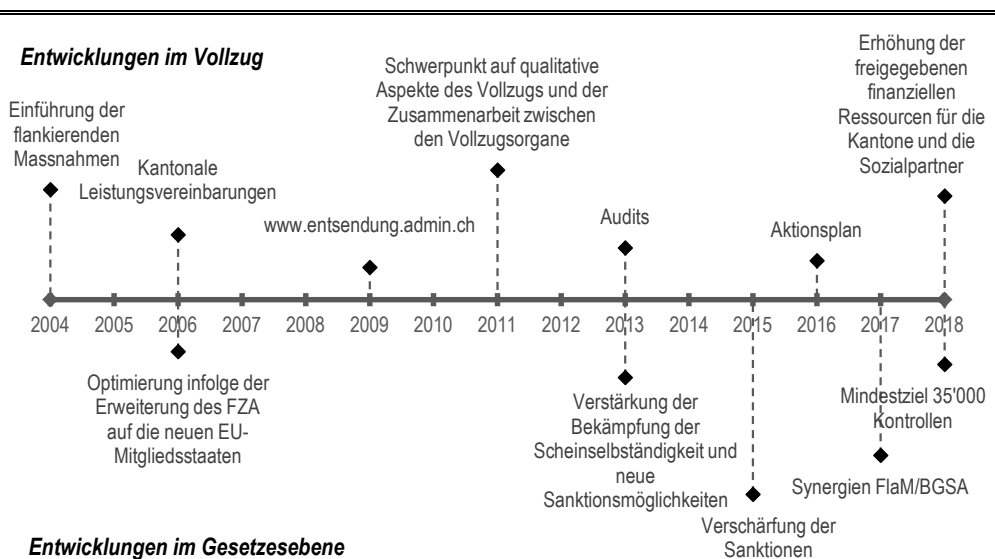 Entwicklungen im Vollzug
Einführung der
flankierenden
Massnahmen
Kantonale
Leistungsvereinbarungen
www.entsendung.admin.ch
Schwerpunkt auf qualitative
Aspekte des Vollzugs und der
Zusammenarbeit zwischen
den Vollzugsorgane
Audits
Aktionsplan
Erhöhung der
freigegebenen
finanziellen
Ressourcen für die
Kantone und die
Sozialpartner
2004 2005 2006 2007 2008 2009 2010 2011 2012 2013 2014 2015 2016 2017 2018
Optimierung infolge der
Erweiterung des FZA
auf die neuen EU-
Mitgliedsstaaten
Verstärkung der
Bekämpfung der
Scheinselbständigkeit und
neue
Sanktionsmöglichkeiten
Verschärfung der
Sanktionen
Synergien FlaM/BGSA
Mindestziel 35'000
Kontrollen
Entwicklungen im Gesetzesebene